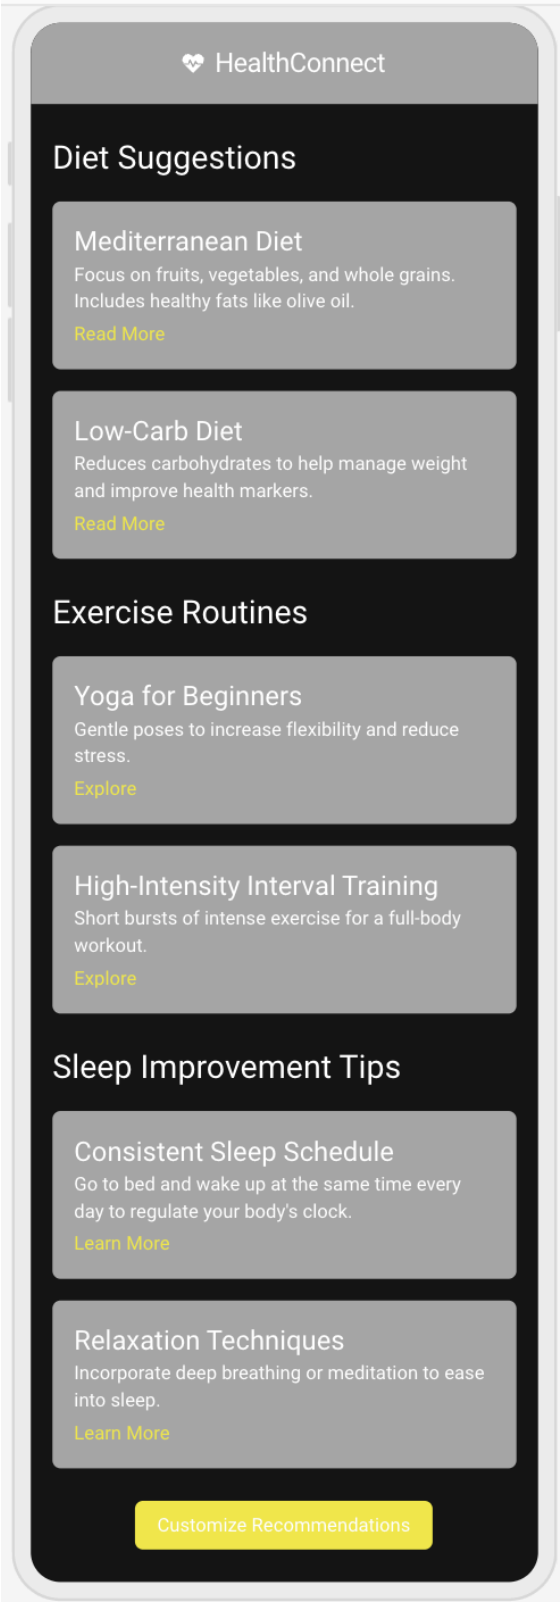 HealthConnect
Diet Suggestions
Mediterranean Diet
Focus on fruits, vegetables, and whole grains.
Includes healthy fats like olive oil.
Read More
Low-Carb Diet
Reduces carbohydrates to help manage weight
and improve health markers.
Read More
Exercise Routines
Yoga for Beginners
Gentle poses to increase flexibility and reduce
stress.
Explore
High-Intensity Interval Training
Short bursts of intense exercise for a full-body
workout.
Explore
Sleep Improvement Tips
Consistent Sleep Schedule
Go to bed and wake up at the same time every
day to regulate your body's clock.
Learn More
Relaxation Techniques
Incorporate deep breathing or meditation to ease
into sleep.
Learn More
Customize Recommendations